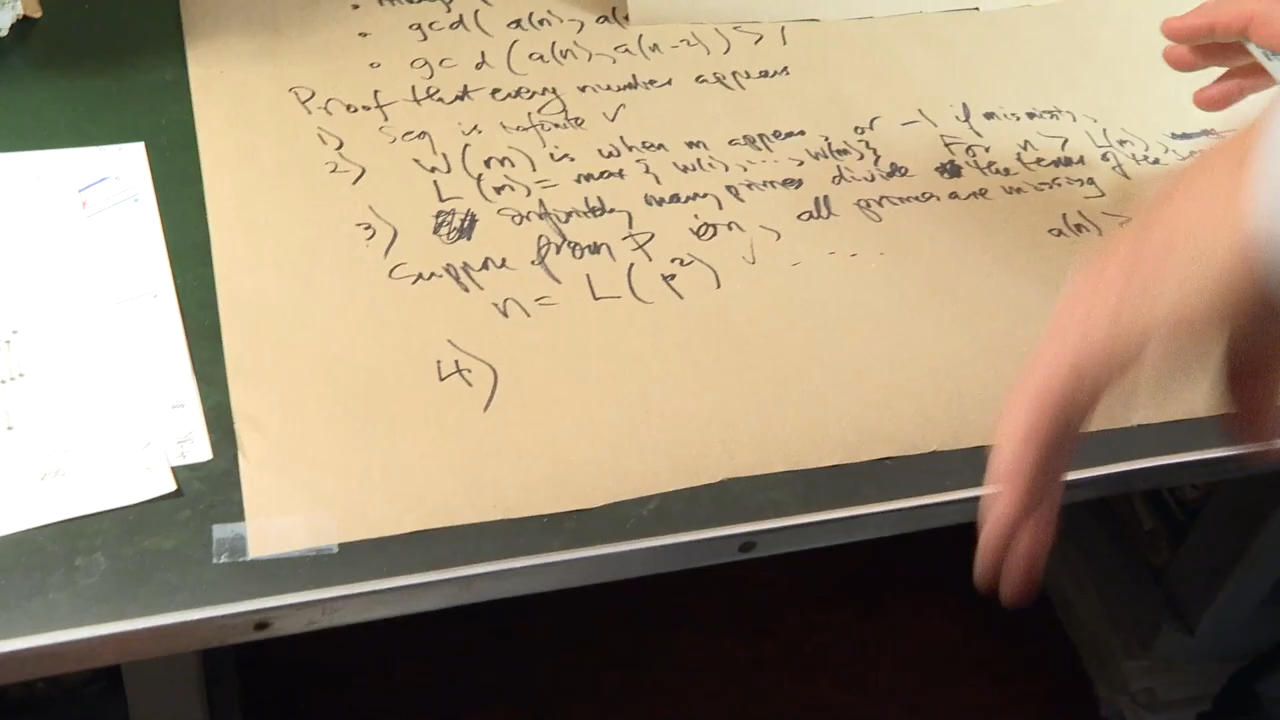 gcd( a(n), a(
• gcd (a(n), a(n-2)) > 1
Proof that every number appears
1) Seq is infinite ✓
2) W(m) is when m appears, or -1 if m is missing,
L(m) = max { W(1), ..., W(m) } For n > L(m),
3) Infinitely many primes divide the terms of the
Suppose from P on, all primes are missing
n = L(p²) a(n) >
4)